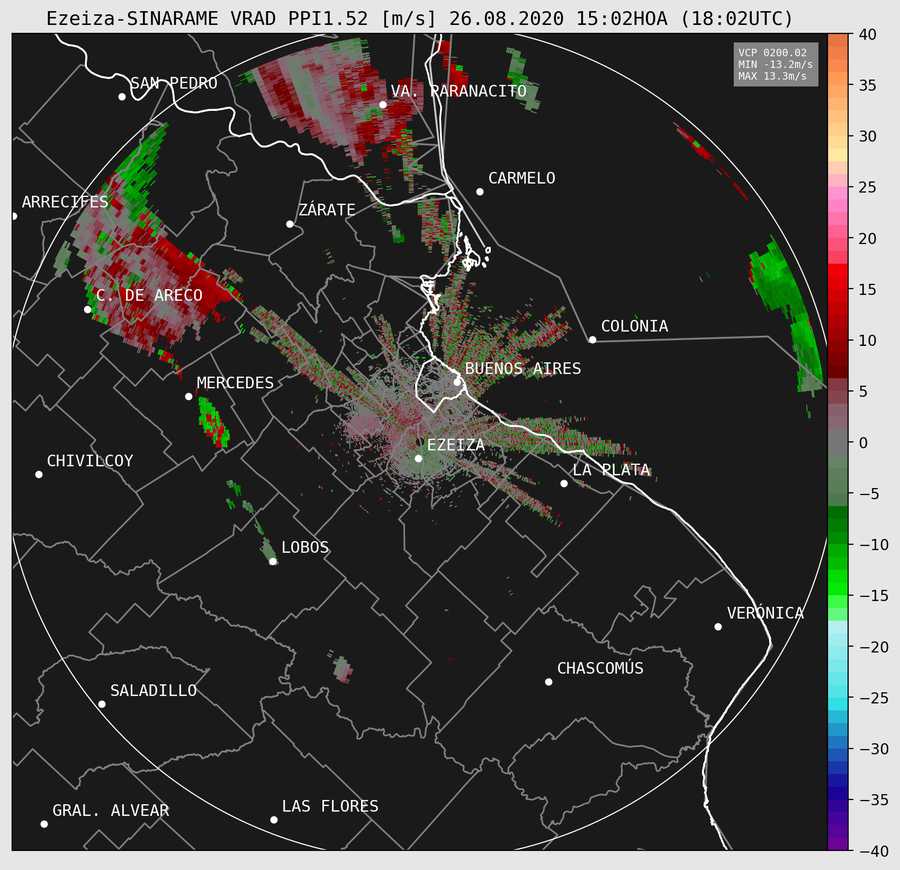 Ezeiza-SINARAME VRAD PPI1.52 [m/s] 26.08.2020 15:02HOA (18:02UTC)
VCP 0200.02
MIN -13.2m/s
MAX 13.3m/s
SAN PEDRO
VA. PARANACITO
CARMELO
ARRECIFES
ZÁRATE
C. DE ARECO
COLONIA
BUENOS AIRES
MERCEDES
EZEIZA
CHIVILCOY
LA PLATA
LOBOS
VERÓNICA
CHASCOMÚS
SALADILLO
GRAL. ALVEAR
LAS FLORES
40
35
30
25
20
15
10
5
0
−5
−10
−15
−20
−25
−30
−35
−40